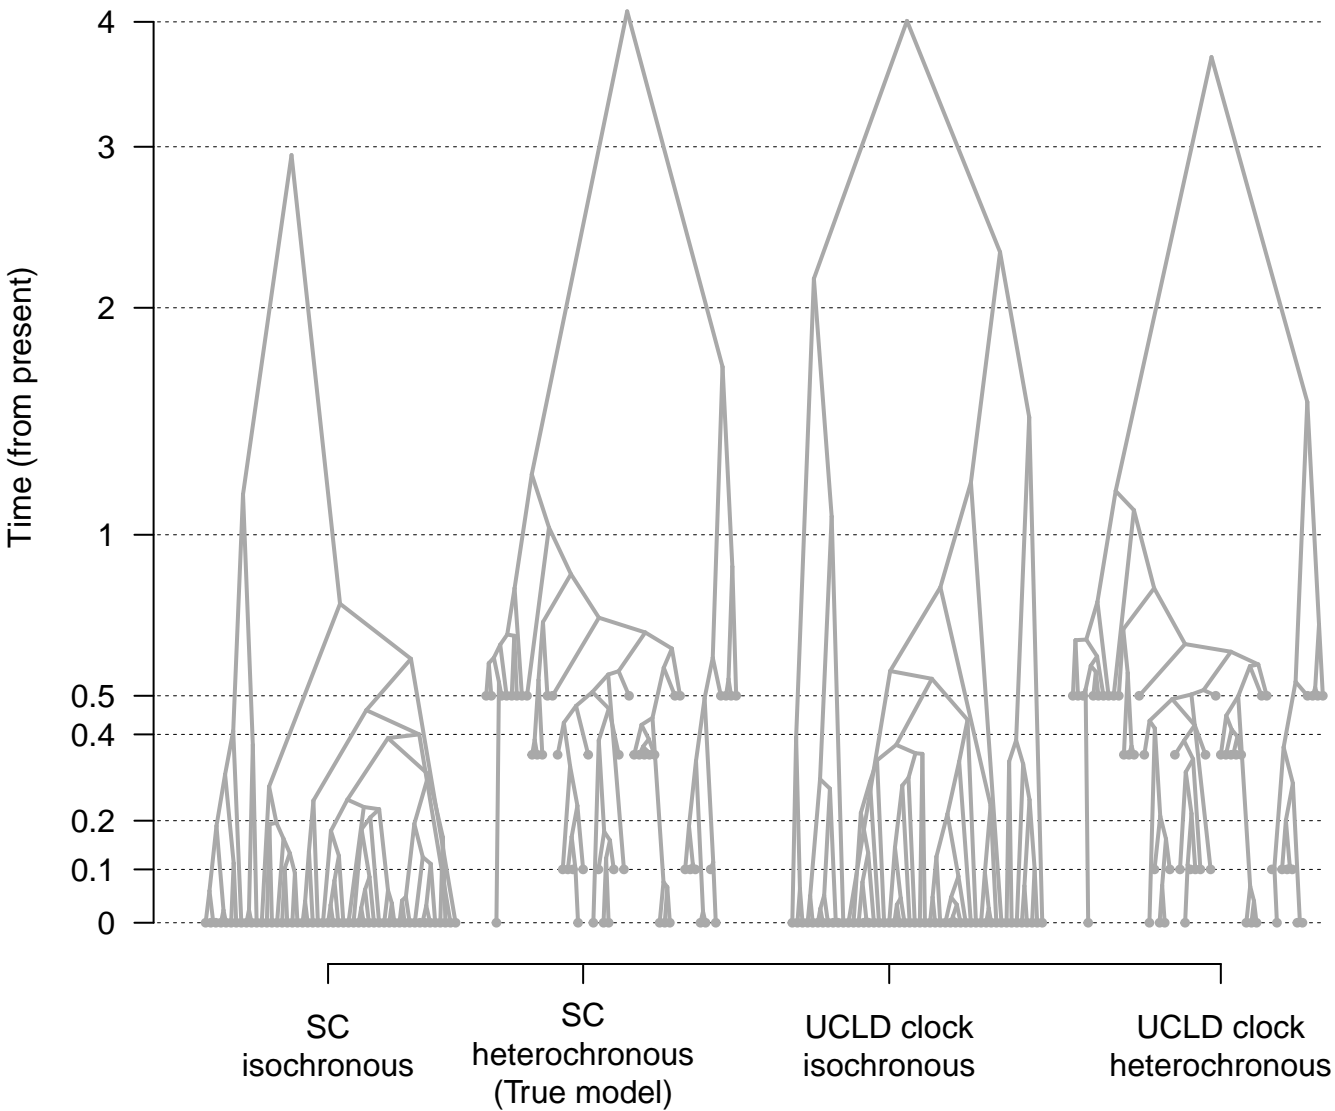 Time (from present)
4
3
2
1
0.5
0.4
0.2
0.1
0
SC
isochronous
SC
heterochronous
(True model)
UCLD clock
isochronous
UCLD clock
heterochronous